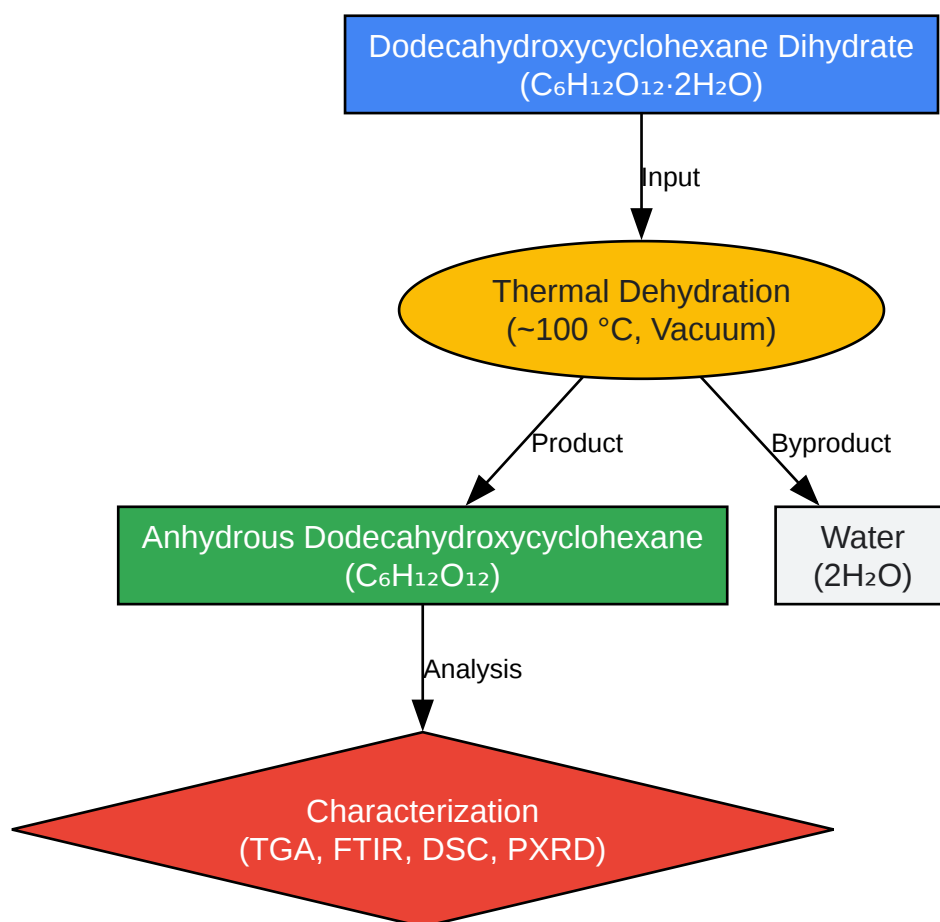 Dodecahydroxycyclohexane Dihydrate
(C₆H₁₂O₁₂·2H₂O)
Input
Thermal Dehydration
(~100 °C, Vacuum)
Product
Byproduct
Anhydrous Dodecahydroxycyclohexane
(C₆H₁₂O₁₂)
Water
(2H₂O)
Analysis
Characterization
(TGA, FTIR, DSC, PXRD)